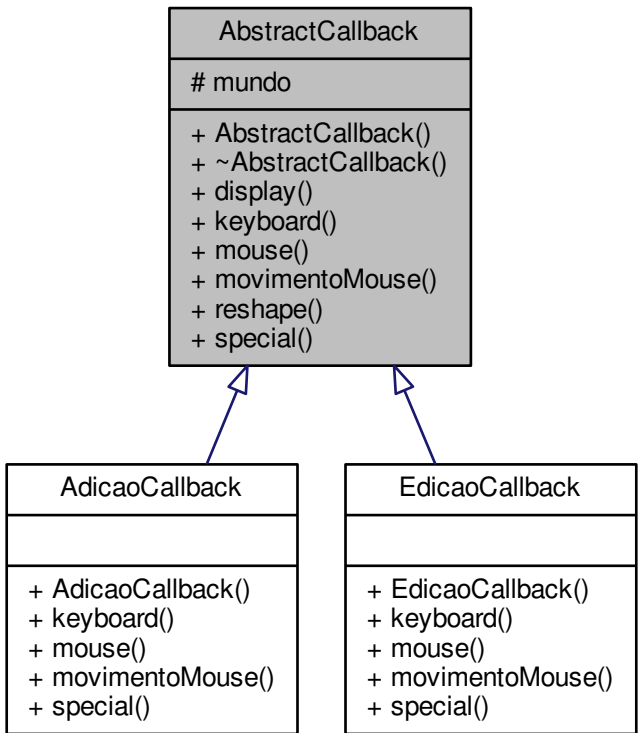 AbstractCallback
# mundo
+ AbstractCallback()
+ ~AbstractCallback()
+ display()
+ keyboard()
+ mouse()
+ movimentoMouse()
+ reshape()
+ special()
AdicaoCallback
+ AdicaoCallback()
+ keyboard()
+ mouse()
+ movimentoMouse()
+ special()
EdicaoCallback
+ EdicaoCallback()
+ keyboard()
+ mouse()
+ movimentoMouse()
+ special()